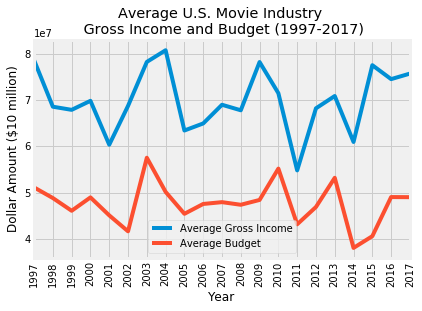 Average U.S. Movie Industry
Gross Income and Budget (1997-2017)
1e7
Dollar Amount ($10 million)
8
7
6
5
4
Average Gross Income
Average Budget
1997 1998 1999 2000 2001 2002 2003 2004 2005 2006 2007 2008 2009 2010 2011 2012 2013 2014 2015 2016 2017
Year